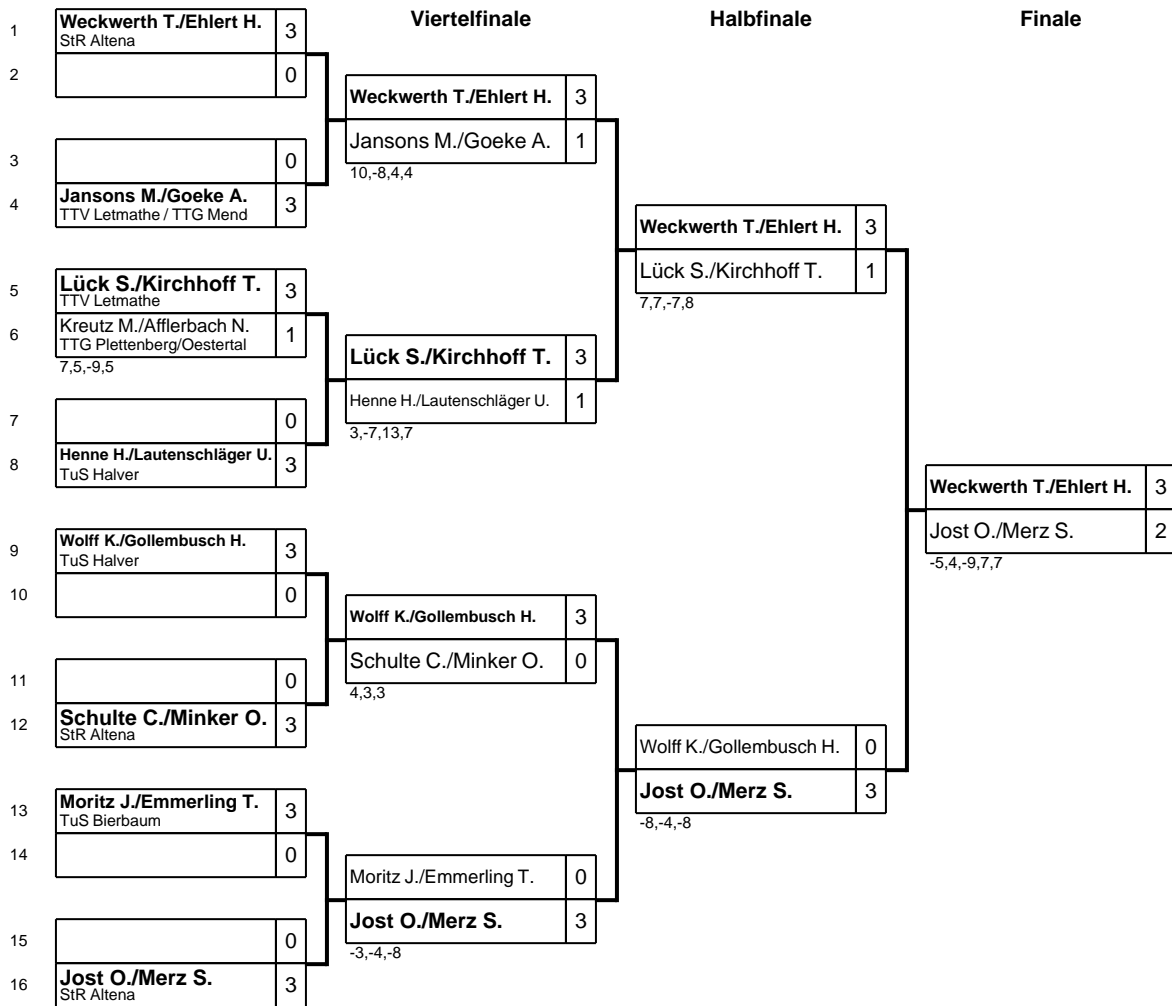 Viertelfinale
Halbfinale
Finale
1
Weckwerth T./Ehlert H. 3
StR Altena
2
0
3
0
4
Jansons M./Goeke A. 3
TTV Letmathe / TTG Mend
5
Lück S./Kirchhoff T. 3
TTV Letmathe
6
Kreutz M./Afflerbach N. 1
TTG Plettenberg/Oestertal
7,5,-9,5
7
0
8
Henne H./Lautenschläger U. 3
TuS Halver
9
Wolff K./Gollembusch H. 3
TuS Halver
10
0
11
0
12
Schulte C./Minker O. 3
StR Altena
13
Moritz J./Emmerling T. 3
TuS Bierbaum
14
0
15
0
16
Jost O./Merz S. 3
StR Altena
Weckwerth T./Ehlert H. 3
Jansons M./Goeke A. 1
10,-8,4,4
Lück S./Kirchhoff T. 3
Henne H./Lautenschläger U. 1
3,-7,13,7
Wolff K./Gollembusch H. 3
Schulte C./Minker O. 0
4,3,3
Moritz J./Emmerling T. 0
Jost O./Merz S. 3
-3,-4,-8
Weckwerth T./Ehlert H. 3
Lück S./Kirchhoff T. 1
7,7,-7,8
Wolff K./Gollembusch H. 0
Jost O./Merz S. 3
-8,-4,-8
Weckwerth T./Ehlert H. 3
Jost O./Merz S. 2
-5,4,-9,7,7